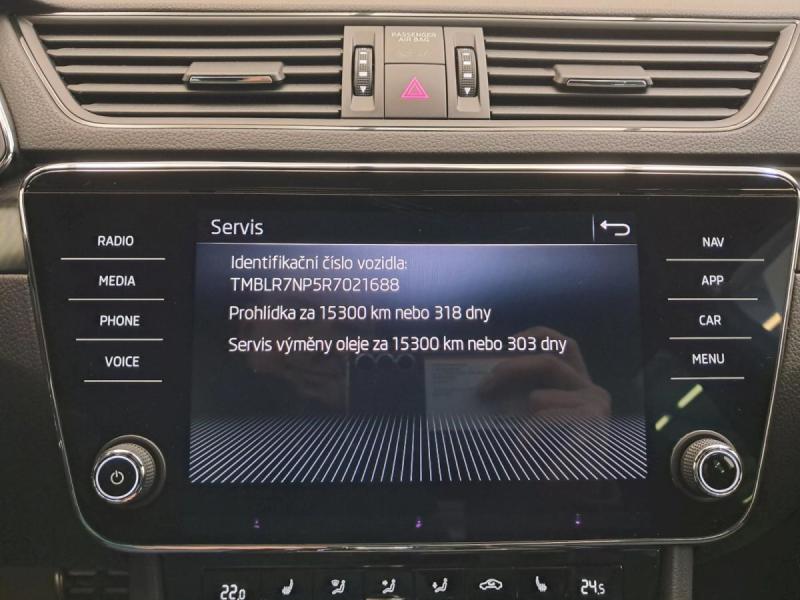 PASSENGER
AIR BAG
Servis
RADIO
MEDIA
PHONE
VOICE
Identifikační číslo vozidla:
TMBLR7NP5R7021688
Prohlídka za 15300 km nebo 318 dny
Servis výměny oleje za 15300 km nebo 303 dny
NAV
APP
CAR
MENU
22.0
24.5